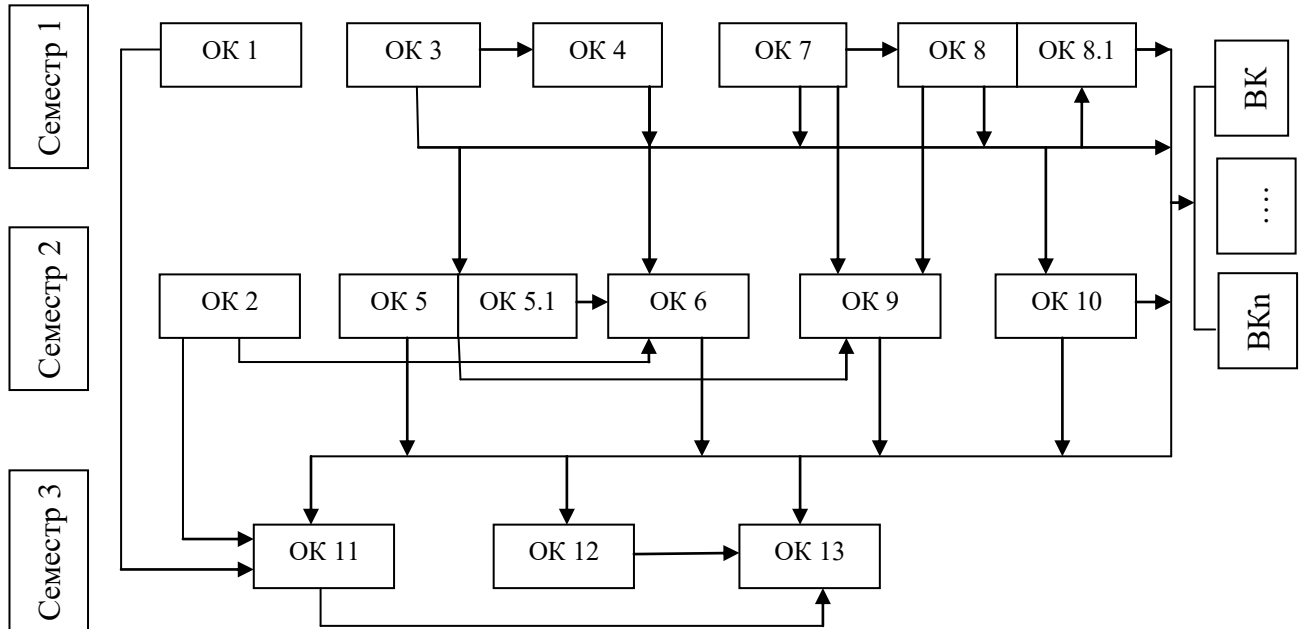 Семестр 1
ОК 1
ОК 3
ОК 4
ОК 7
ОК 8
ОК 8.1
ВК
….
Семестр 2
ОК 2
ОК 5
ОК 5.1
ОК 6
ОК 9
ОК 10
ВКn
Семестр 3
ОК 11
ОК 12
ОК 13